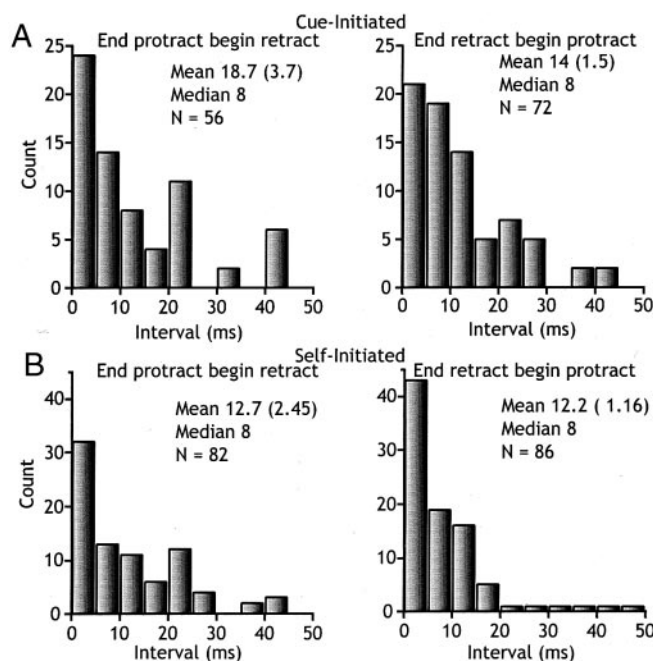 Cue-Initiated
A
End protract begin retract
Mean 18.7 (3.7)
Median 8
N = 56
Count
25
20
15
10
5
0
0 10 20 30 40 50
Interval (ms)
End retract begin protract
Mean 14 (1.5)
Median 8
N = 72
25
20
15
10
5
0
0 10 20 30 40 50
Interval (ms)
Self-Initiated
B
End protract begin retract
Mean 12.7 (2.45)
Median 8
N = 82
Count
40
30
20
10
0
0 10 20 30 40 50
Interval (ms)
End retract begin protract
Mean 12.2 ( 1.16)
Median 8
N = 86
40
30
20
10
0
0 10 20 30 40 50
Interval (ms)